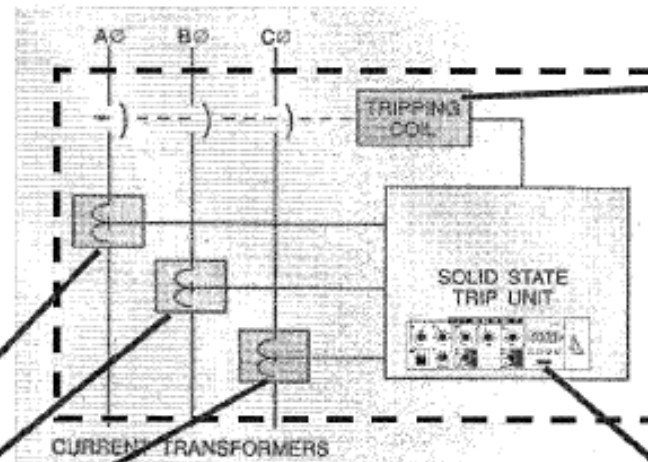 AØ BØ CØ
TRIPPING
COIL
SOLID STATE
TRIP UNIT
CURRENT TRANSFORMERS